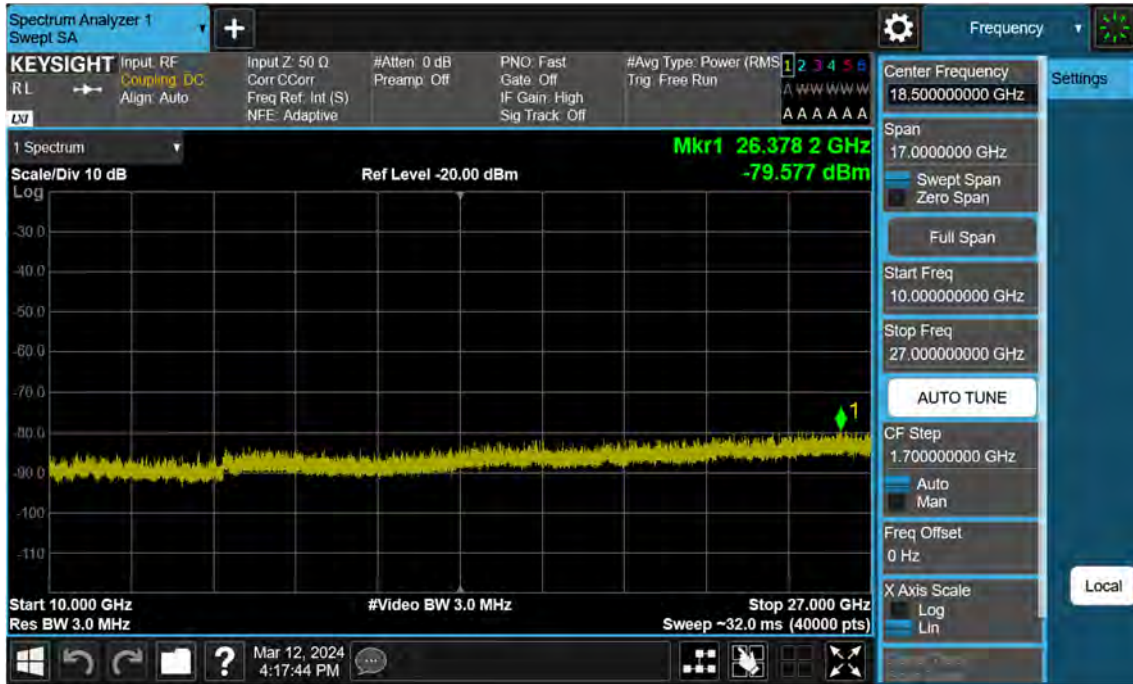 Spectrum Analyzer 1
Swept SA
Frequency
KEYSIGHT
RL
LXI
Input: RF
Coupling: DC
Align: Auto
Input Z: 50 Ω
Corr CCorr
Freq Ref: Int (S)
NFE: Adaptive
#Atten: 0 dB
Preamp: Off
PNO: Fast
Gate: Off
IF Gain: High
Sig Track: Off
#Avg Type: Power (RMS
Trig: Free Run
1 2 3 4 5 6
A W W W W W
A A A A A A
1 Spectrum
Scale/Div 10 dB
Ref Level -20.00 dBm
Mkr1 26.378 2 GHz
-79.577 dBm
Log
-30.0
-40.0
-50.0
-60.0
-70.0
-80.0
-90.0
-100
-110
1
Start 10.000 GHz
#Video BW 3.0 MHz
Stop 27.000 GHz
Res BW 3.0 MHz
Sweep ~32.0 ms (40000 pts)
Center Frequency
18.500000000 GHz
Settings
Span
17.0000000 GHz
Swept Span
Zero Span
Full Span
Start Freq
10.000000000 GHz
Stop Freq
27.000000000 GHz
AUTO TUNE
CF Step
1.700000000 GHz
Auto
Man
Freq Offset
0 Hz
X Axis Scale
Log
Lin
Local
?
Mar 12, 2024
4:17:44 PM